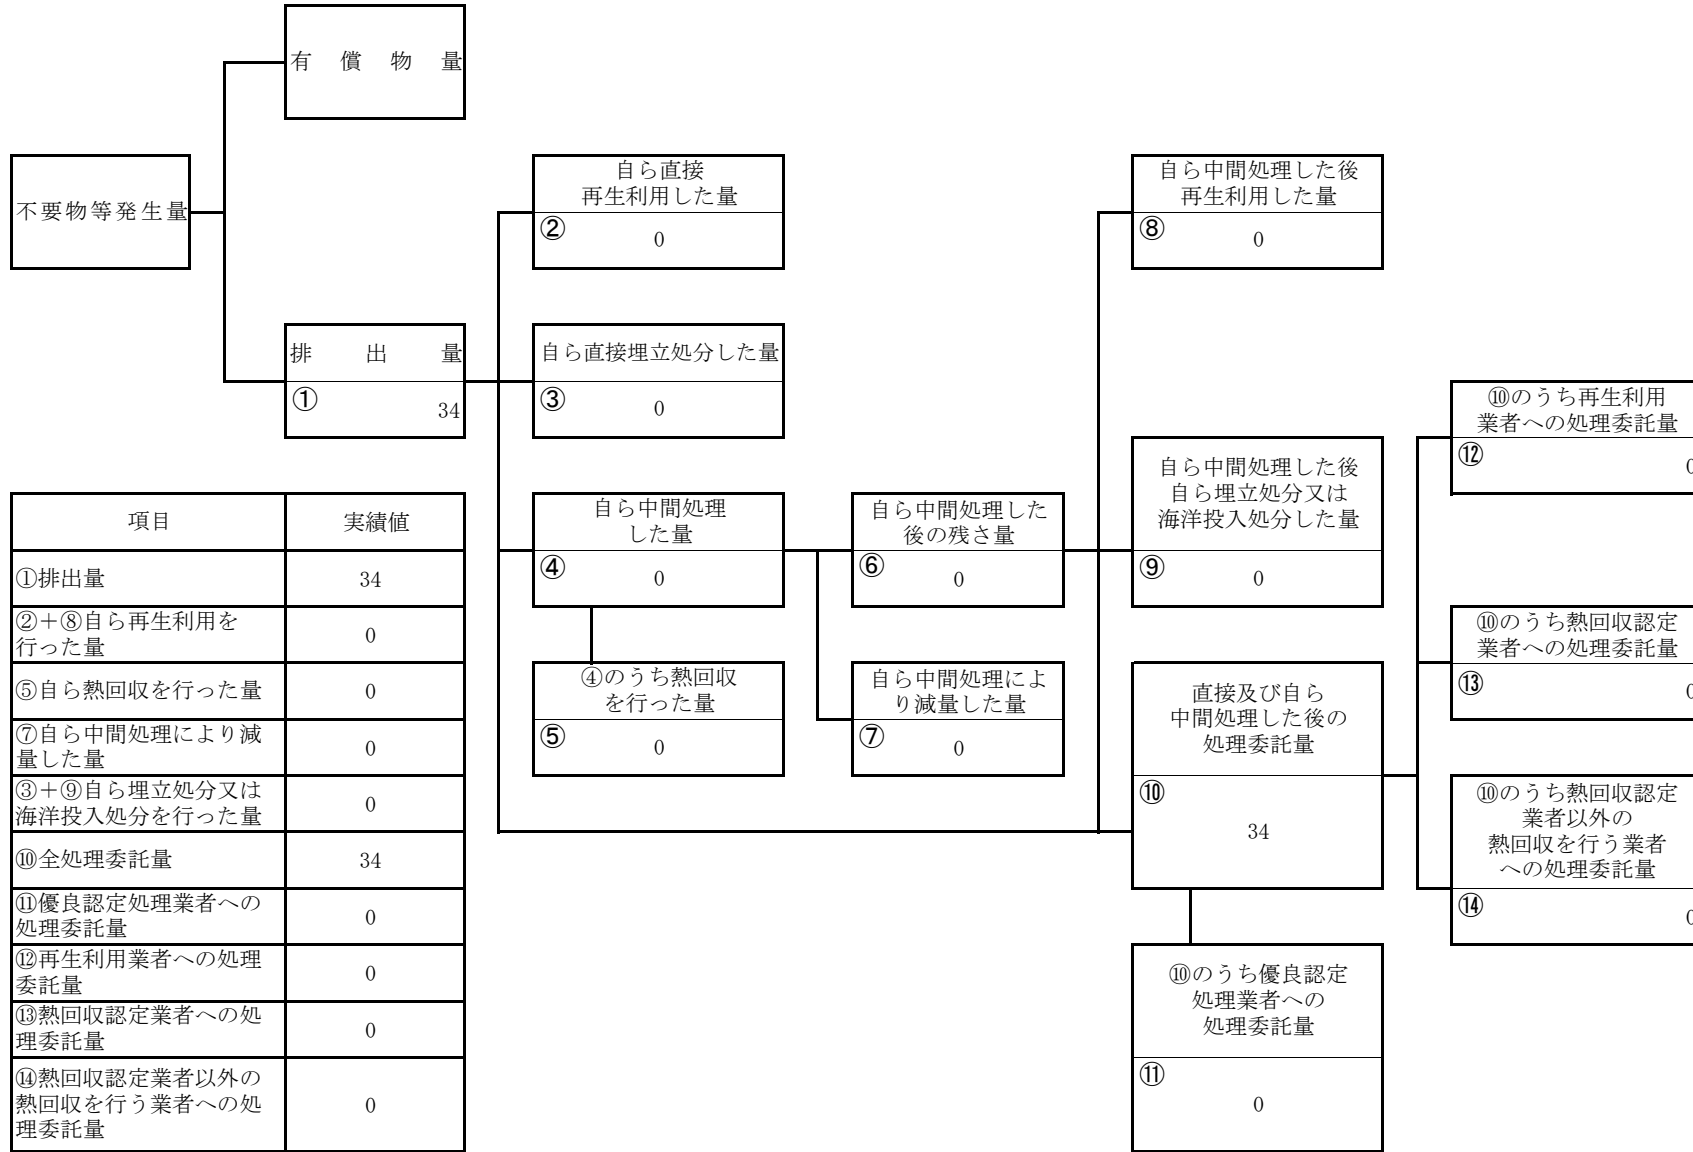 有償物量
不要物等発生量
自ら直接
再生利用した量
②
0
自ら中間処理した後
再生利用した量
⑧
0
排出量
①
34
自ら直接埋立処分した量
③
0
⑩のうち再生利用
業者への処理委託量
⑫
0
自ら中間処理した後
自ら埋立処分又は
海洋投入処分した量
⑨
0
自ら中間処理
した量
④
0
自ら中間処理した
後の残さ量
⑥
0
⑩のうち熱回収認定
業者への処理委託量
⑬
0
④のうち熱回収
を行った量
⑤
0
自ら中間処理によ
り減量した量
⑦
0
直接及び自ら
中間処理した後の
処理委託量
⑩
34
⑩のうち熱回収認定
業者以外の
熱回収を行う業者
への処理委託量
⑭
0
⑩のうち優良認定
処理業者への
処理委託量
⑪
0
項目 実績値
①排出量 34
②＋⑧自ら再生利用を
行った量 0
⑤自ら熱回収を行った量 0
⑦自ら中間処理により減
量した量 0
③＋⑨自ら埋立処分又は
海洋投入処分を行った量 0
⑩全処理委託量 34
⑪優良認定処理業者への
処理委託量 0
⑫再生利用業者への処理
委託量 0
⑬熱回収認定業者への処
理委託量 0
⑭熱回収認定業者以外の
熱回収を行う業者への処
理委託量 0